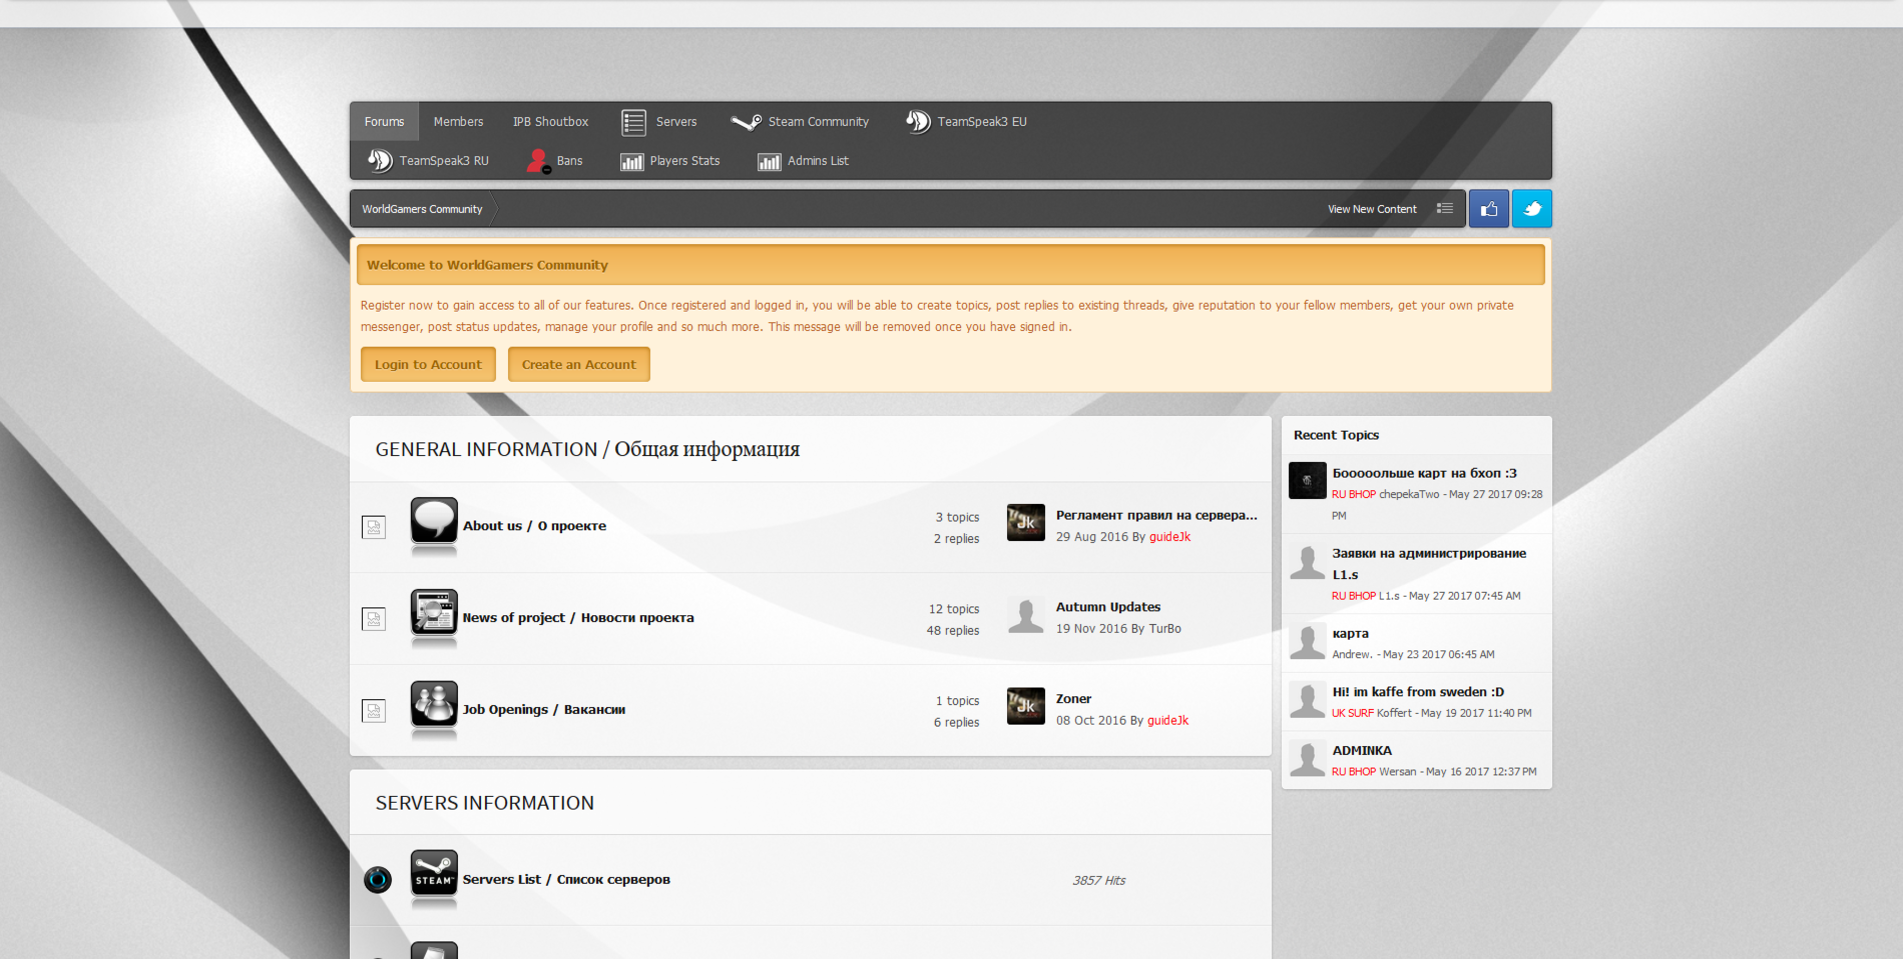 Forums
Members
IPB Shoutbox
Servers
Steam Community
TeamSpeak3 EU
TeamSpeak3 RU
Bans
Players Stats
Admins List
WorldGamers Community
View New Content
Welcome to WorldGamers Community
Register now to gain access to all of our features. Once registered and logged in, you will be able to create topics, post replies to existing threads, give reputation to your fellow members, get your own private
messenger, post status updates, manage your profile and so much more. This message will be removed once you have signed in.
Login to Account
Create an Account
GENERAL INFORMATION / Общая информация
About us / О проекте
3 topics
2 replies
Jk
Регламент правил на сервера...
29 Aug 2016 By guideJk
News of project / Новости проекта
12 topics
48 replies
Autumn Updates
19 Nov 2016 By TurBo
Job Openings / Вакансии
1 topics
6 replies
Jk
Zoner
08 Oct 2016 By guideJk
SERVERS INFORMATION
STEAM
Servers List / Список серверов
3857 Hits
Recent Topics
Бооооольше карт на бхоп :3
RU BHOP chepekaTwo - May 27 2017 09:28
PM
Заявки на администрирование
L1.s
RU BHOP L1.s - May 27 2017 07:45 AM
карта
Andrew. - May 23 2017 06:45 AM
Hi! im kaffe from sweden :D
UK SURF Koffert - May 19 2017 11:40 PM
ADMINKA
RU BHOP Wersan - May 16 2017 12:37 PM